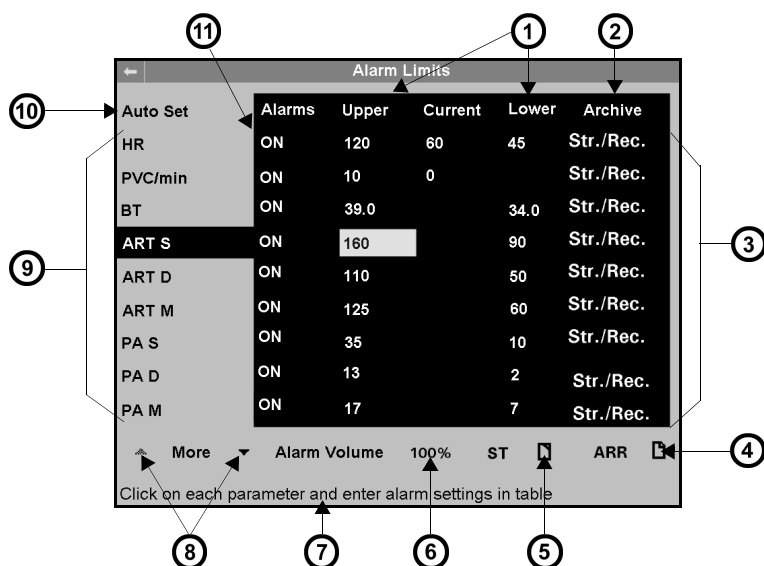 11 1 2
Alarm Limits
10 Auto Set Alarms Upper Current Lower Archive
HR ON 120 60 45 Str./Rec.
PVC/min ON 10 0 Str./Rec.
BT ON 39.0 34.0 Str./Rec.
ART S ON 160 90 Str./Rec. 3
9 ART D ON 110 50 Str./Rec.
ART M ON 125 60 Str./Rec.
PA S ON 35 10 Str./Rec.
PA D ON 13 2 Str./Rec.
PA M ON 17 7 Str./Rec.
More Alarm Volume 100% ST ARR 4
Click on each parameter and enter alarm settings in table
8 7 6 5